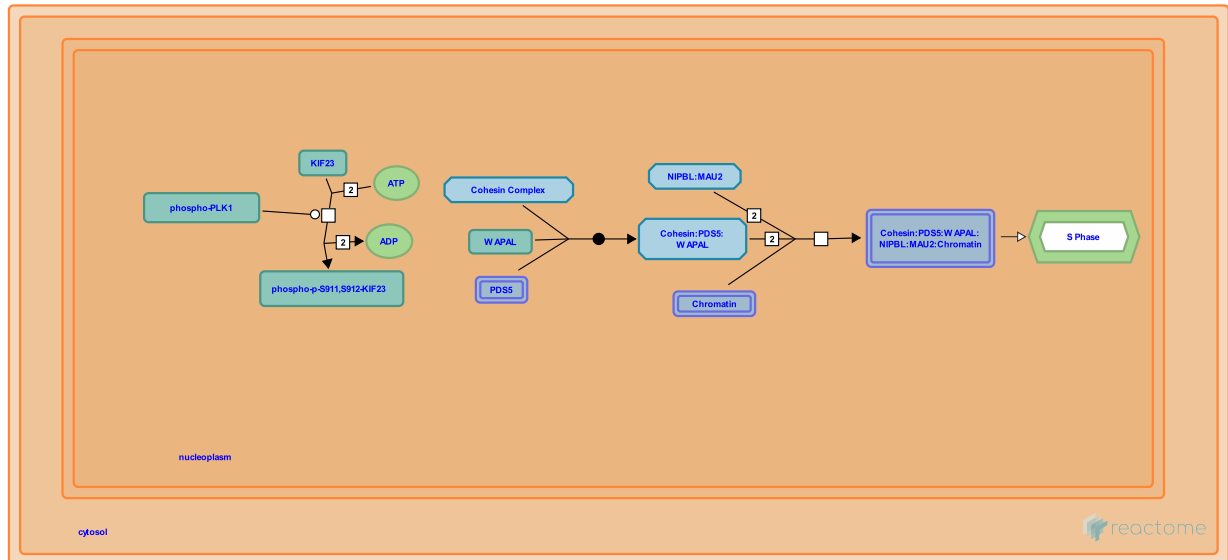 KIF23
2
ATP
phospho-PLK1
2
ADP
phospho-p-S911,S912-KIF23
Cohesin Complex
WAPAL
PDS5
NIPBL:MAU2
2
Cohesin:PDS5:
WAPAL
2
Chromatin
Cohesin:PDS5:WAPAL:
NIPBL:MAU2:Chromatin
S Phase
nucleoplasm
cytosol
reactome